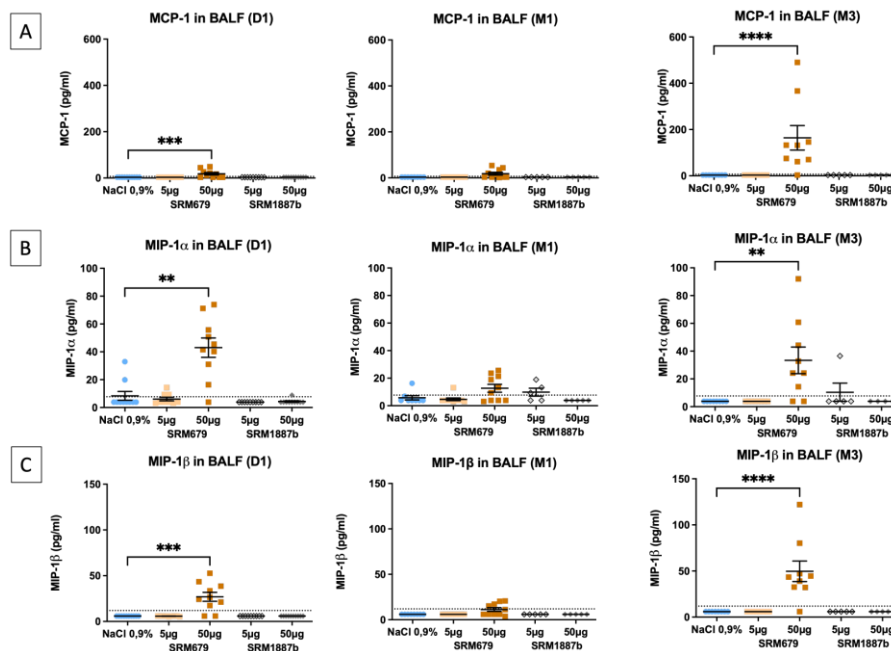 A
MCP-1 in BALF (D1)
MCP-1 (pg/ml)
600
400
200
0
***
NaCl 0,9% 5µg 50µg 5µg 50µg
SRM679 SRM1887b
MCP-1 in BALF (M1)
MCP-1 (pg/ml)
600
400
200
0
NaCl 0,9% 5µg 50µg 5µg 50µg
SRM679 SRM1887b
MCP-1 in BALF (M3)
MCP-1 (pg/ml)
600
400
200
0
****
NaCl 0,9% 5µg 50µg 5µg 50µg
SRM679 SRM1887b
B
MIP-1α in BALF (D1)
MIP-1α (pg/ml)
100
80
60
40
20
0
**
NaCl 0,9% 5µg 50µg 5µg 50µg
SRM679 SRM1887b
MIP-1α in BALF (M1)
MIP-1α (pg/ml)
100
80
60
40
20
0
NaCl 0,9% 5µg 50µg 5µg 50µg
SRM679 SRM1887b
MIP-1α in BALF (M3)
MIP-1α (pg/ml)
100
80
60
40
20
0
**
NaCl 0,9% 5µg 50µg 5µg 50µg
SRM679 SRM1887b
C
MIP-1β in BALF (D1)
MIP-1β (pg/ml)
150
100
50
0
***
NaCl 0,9% 5µg 50µg 5µg 50µg
SRM679 SRM1887b
MIP-1β in BALF (M1)
MIP-1β (pg/ml)
150
100
50
0
NaCl 0,9% 5µg 50µg 5µg 50µg
SRM679 SRM1887b
MIP-1β in BALF (M3)
MIP-1β (pg/ml)
150
100
50
0
****
NaCl 0,9% 5µg 50µg 5µg 50µg
SRM679 SRM1887b